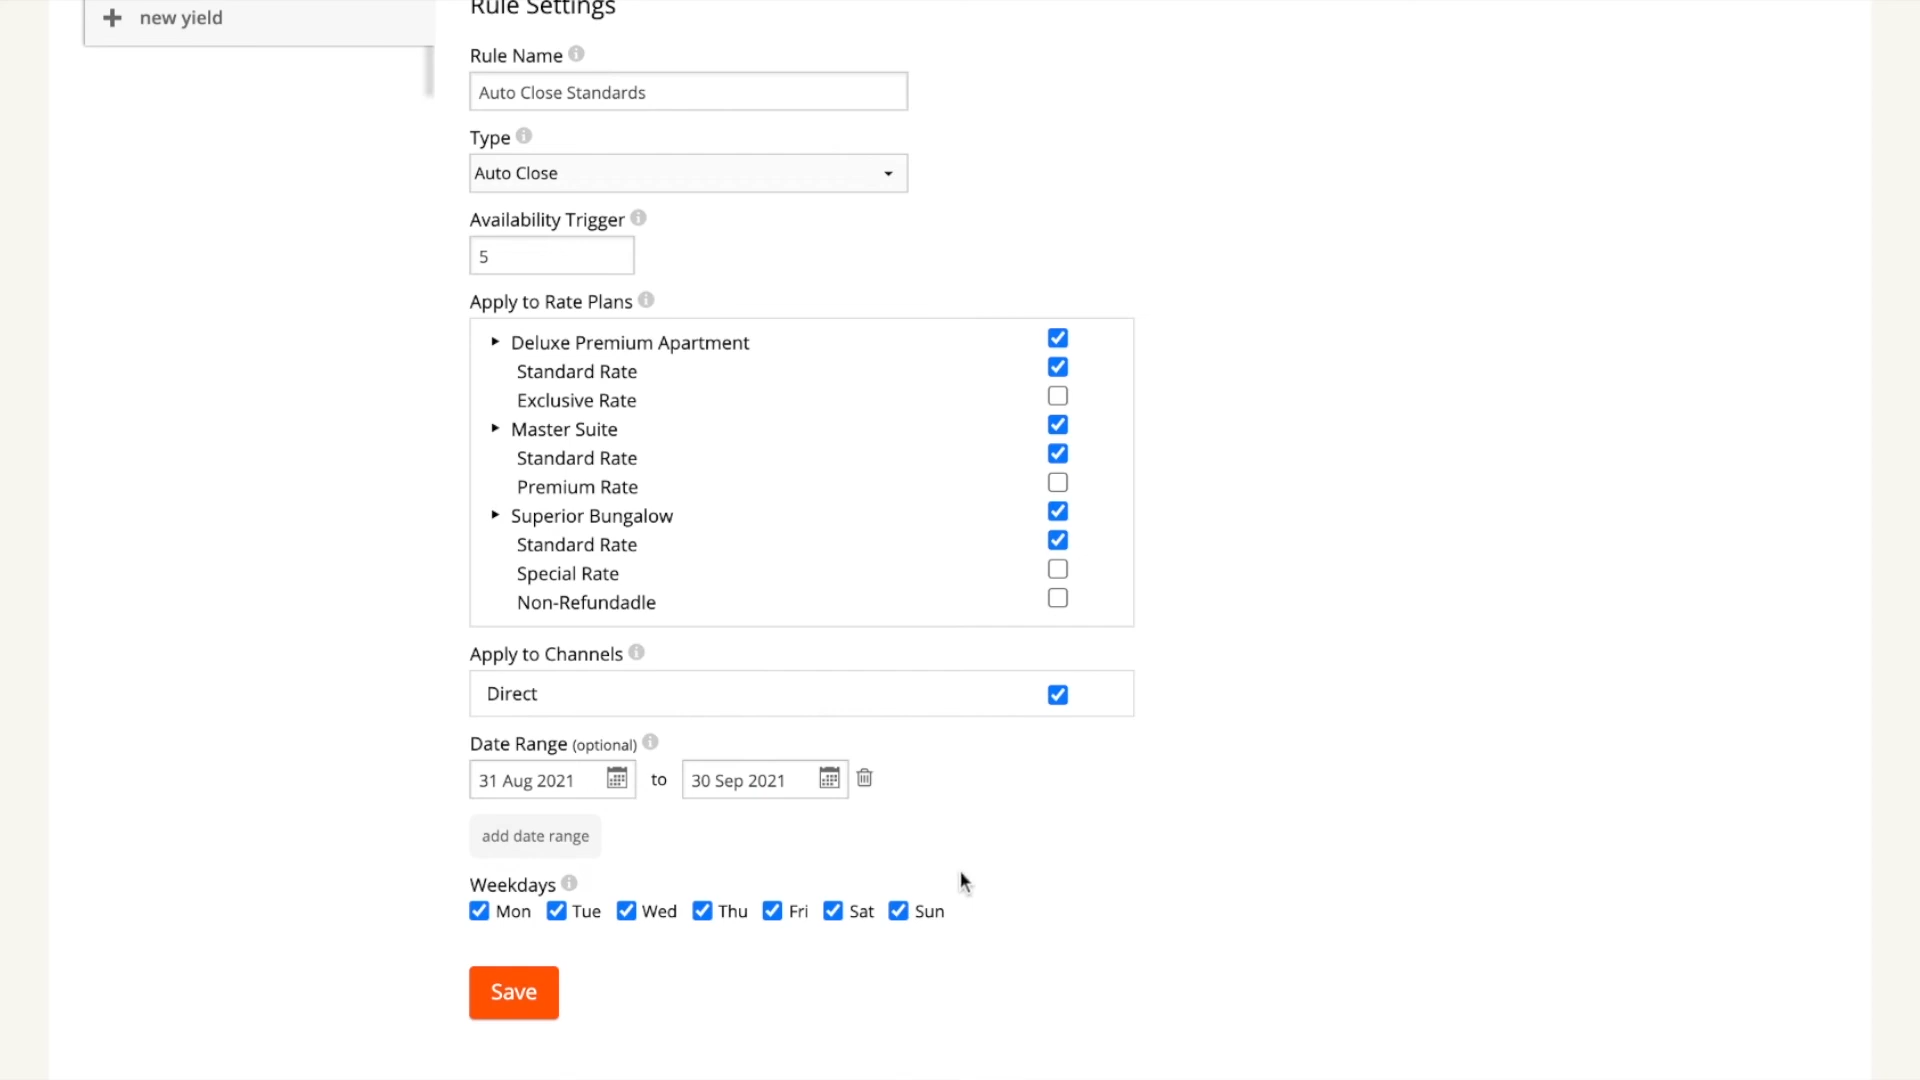 new yield
Rule Settings
Rule Name
Auto Close Standards
Type
Auto Close
Availability Trigger
5
Apply to Rate Plans
Deluxe Premium Apartment
Standard Rate
Exclusive Rate
Master Suite
Standard Rate
Premium Rate
Superior Bungalow
Standard Rate
Special Rate
Non-Refundadle
Apply to Channels
Direct
Date Range (optional)
31 Aug 2021 to 30 Sep 2021
add date range
Weekdays
Mon Tue Wed Thu Fri Sat Sun
Save